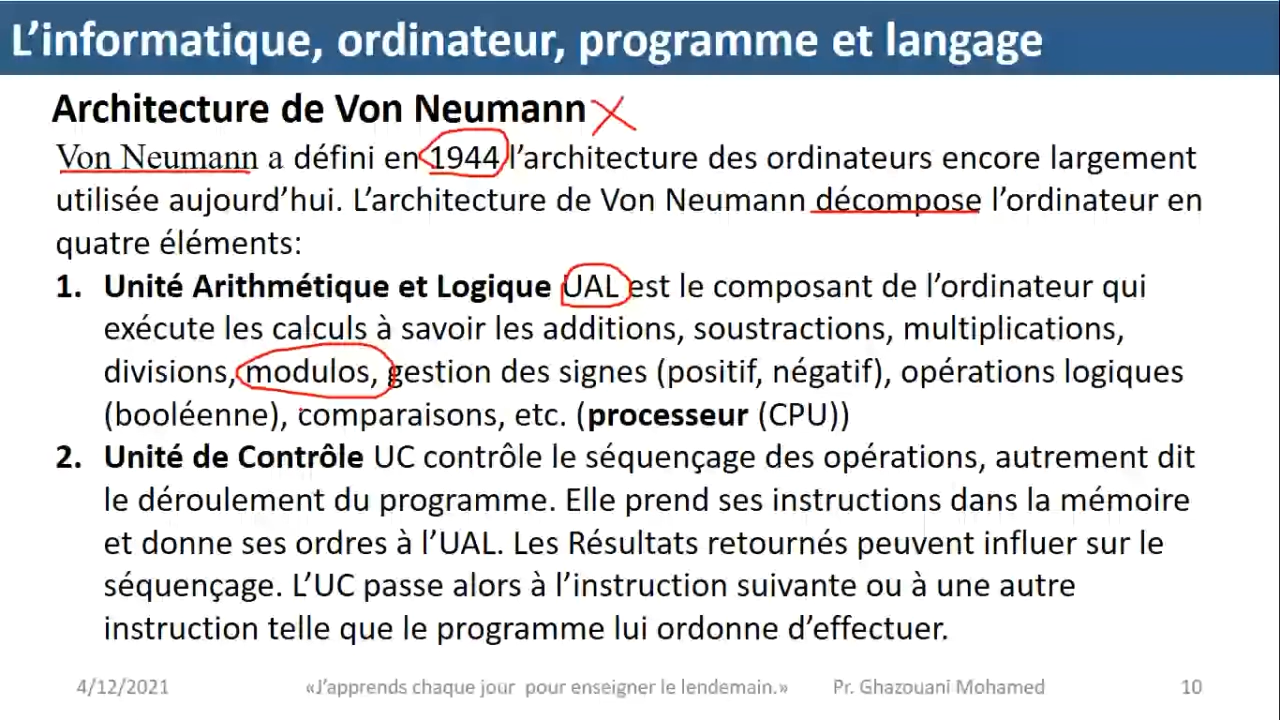 L'informatique, ordinateur, programme et langage
Architecture de Von Neumann
Von Neumann a défini en 1944 l'architecture des ordinateurs encore largement
utilisée aujourd'hui. L'architecture de Von Neumann décompose l'ordinateur en
quatre éléments:
1. Unité Arithmétique et Logique UAL est le composant de l'ordinateur qui
exécute les calculs à savoir les additions, soustractions, multiplications,
divisions, modulos, gestion des signes (positif, négatif), opérations logiques
(booléenne), comparaisons, etc. (processeur (CPU))
2. Unité de Contrôle UC contrôle le séquençage des opérations, autrement dit
le déroulement du programme. Elle prend ses instructions dans la mémoire
et donne ses ordres à l'UAL. Les Résultats retournés peuvent influer sur le
séquençage. L'UC passe alors à l'instruction suivante ou à une autre
instruction telle que le programme lui ordonne d'effectuer.
4/12/2021 «J'apprends chaque jour pour enseigner le lendemain.» Pr. Ghazouani Mohamed 10